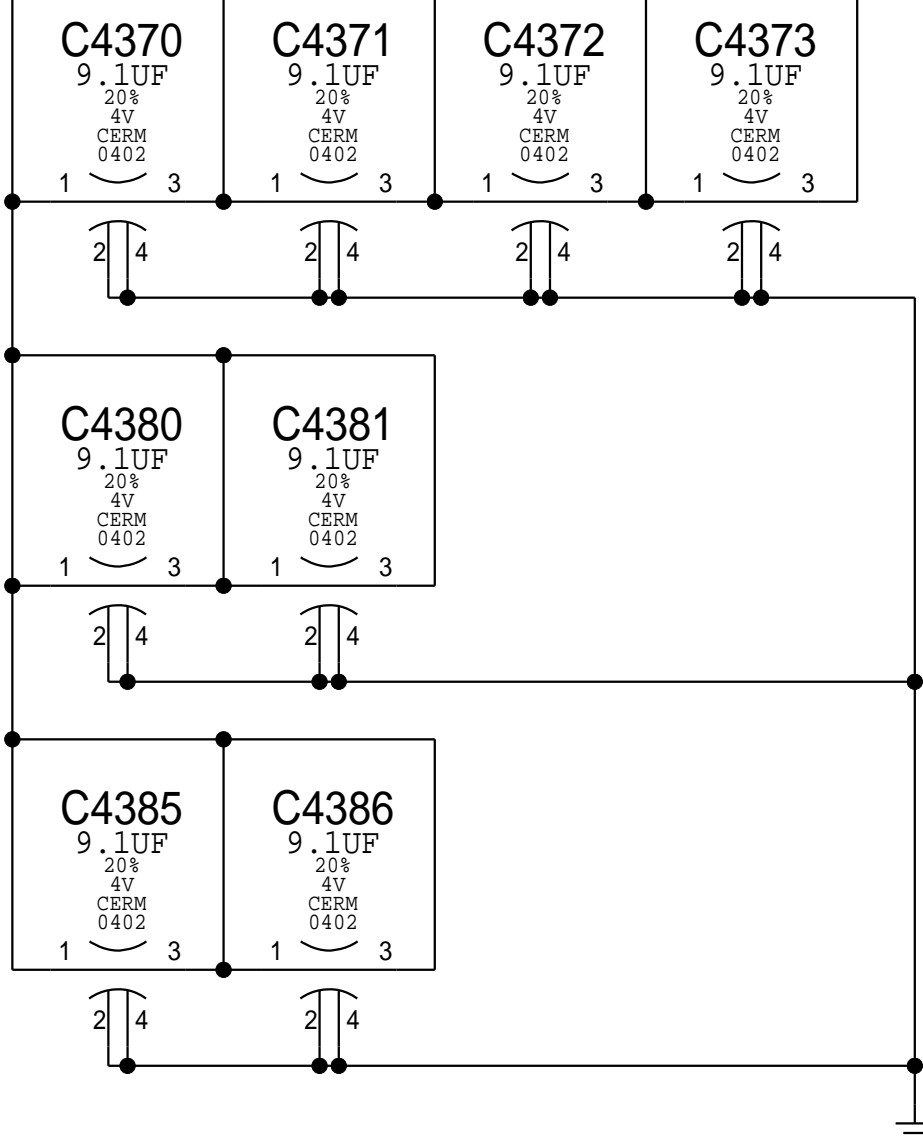 C4370 C4371 C4372 C4373
9.1UF 9.1UF 9.1UF 9.1UF
20% 20% 20% 20%
4V 4V 4V 4V
CERM CERM CERM CERM
0402 0402 0402 0402
1 3 1 3 1 3 1 3
2 4 2 4 2 4 2 4
C4380 C4381
9.1UF 9.1UF
20% 20%
4V 4V
CERM CERM
0402 0402
1 3 1 3
2 4 2 4
C4385 C4386
9.1UF 9.1UF
20% 20%
4V 4V
CERM CERM
0402 0402
1 3 1 3
2 4 2 4